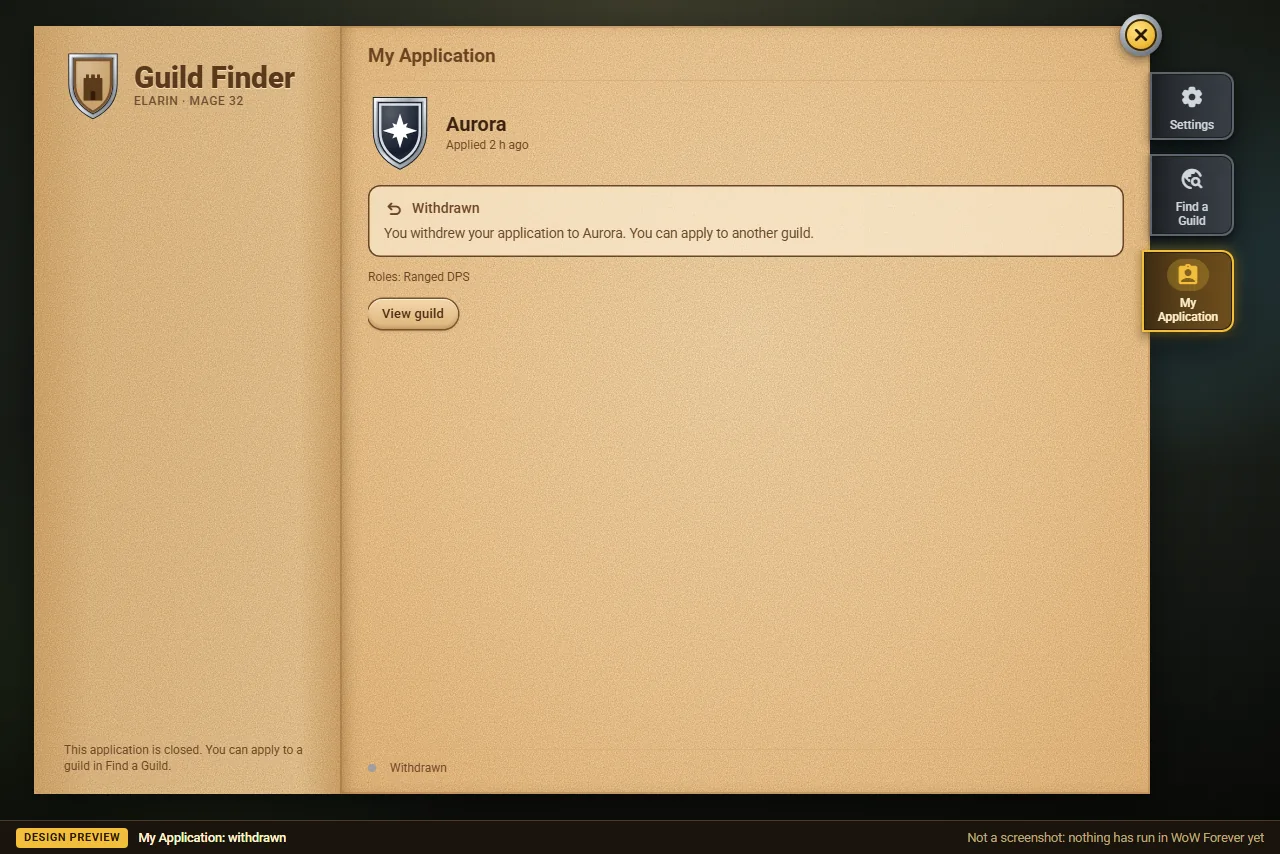 Guild Finder
ELARIN · MAGE 32
This application is closed. You can apply to a
guild in Find a Guild.
My Application
Aurora
Applied 2 h ago
Withdrawn
You withdrew your application to Aurora. You can apply to another guild.
Roles: Ranged DPS
View guild
Withdrawn
Settings
Find a
Guild
My
Application
DESIGN PREVIEW
My Application: withdrawn
Not a screenshot: nothing has run in WoW Forever yet